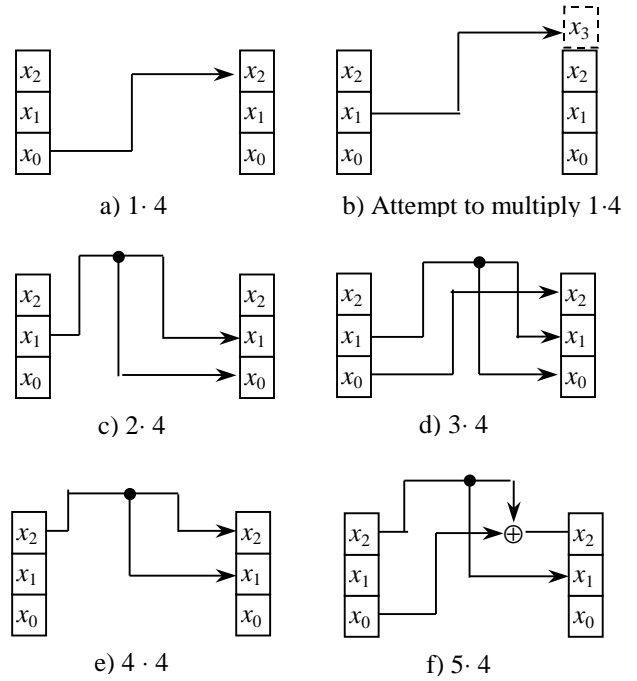 x₂ x₂
x₁ x₁
x₀ x₀
a) 1· 4
x₃
x₂ x₂
x₁ x₁
x₀ x₀
b) Attempt to multiply 1·4
x₂ x₂
x₁ x₁
x₀ x₀
c) 2· 4
x₂ x₂
x₁ x₁
x₀ x₀
d) 3· 4
x₂ x₂
x₁ x₁
x₀ x₀
e) 4 · 4
x₂ ⊕ x₂
x₁ x₁
x₀ x₀
f) 5· 4